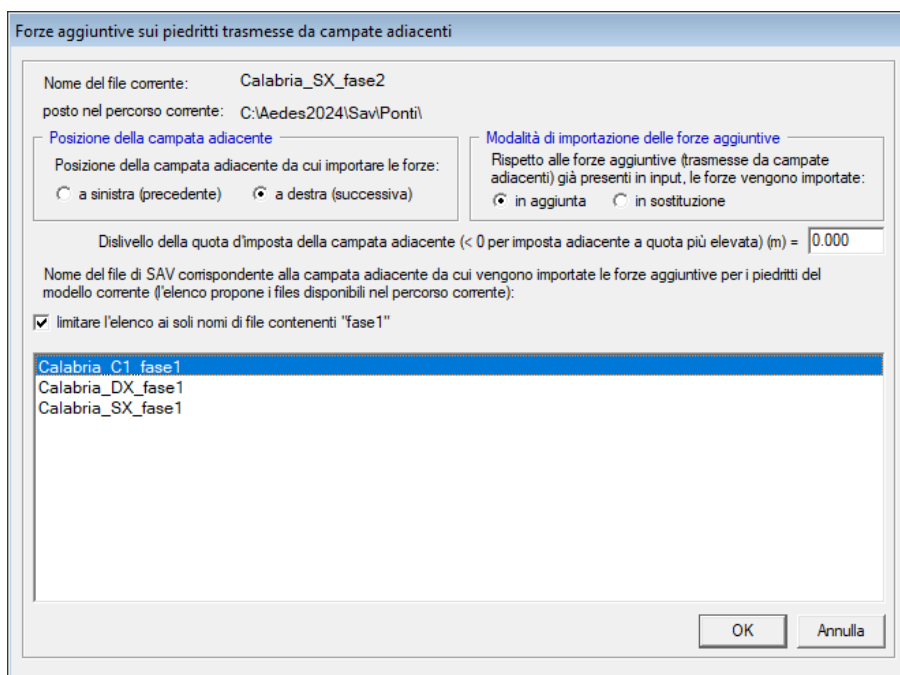 Forze aggiuntive sui piedritti trasmesse da campate adiacenti
Nome del file corrente: Calabria_SX_fase2
posto nel percorso corrente: C:\Aedes2024\Sav\Ponti\
Posizione della campata adiacente
Posizione della campata adiacente da cui importare le forze:
a sinistra (precedente) a destra (successiva)
Modalità di importazione delle forze aggiuntive
Rispetto alle forze aggiuntive (trasmesse da campate
adiacenti) già presenti in input, le forze vengono importate:
in aggiunta in sostituzione
Dislivello della quota d'imposta della campata adiacente (< 0 per imposta adiacente a quota più elevata) (m) = 0.000
Nome del file di SAV corrispondente alla campata adiacente da cui vengono importate le forze aggiuntive per i piedritti del
modello corrente (l'elenco propone i files disponibili nel percorso corrente):
limitare l'elenco ai soli nomi di file contenenti "fase1"
Calabria_C1_fase1
Calabria_DX_fase1
Calabria_SX_fase1
OK Annulla